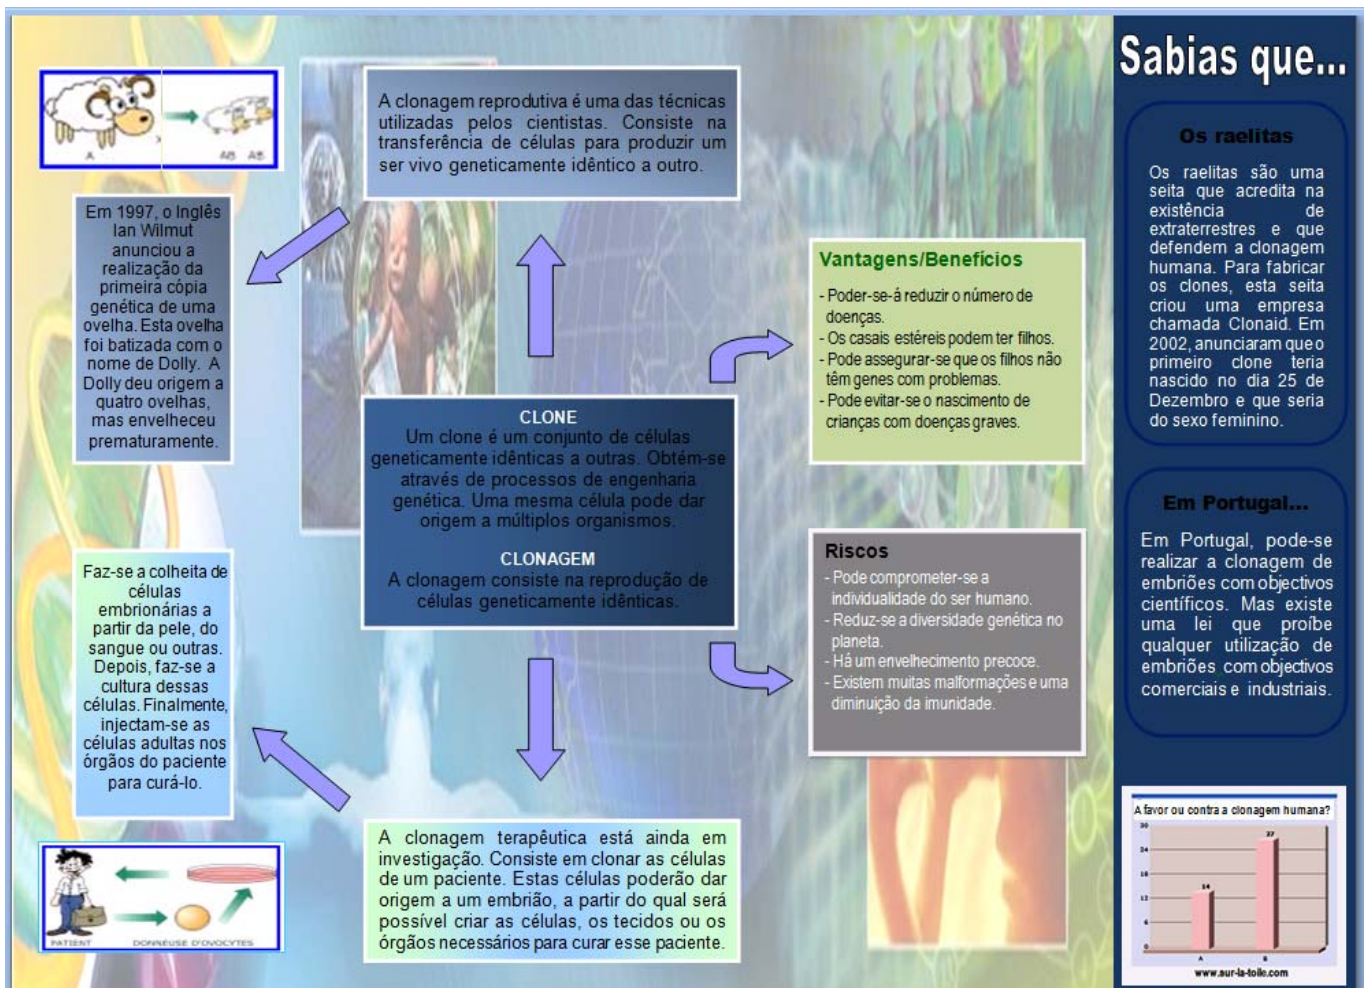 A
AB AB
A clonagem reprodutiva é uma das técnicas
utilizadas pelos cientistas. Consiste na
transferência de células para produzir um
ser vivo geneticamente idêntico a outro.
Em 1997, o Inglês
Ian Wilmut
anunciou a
realização da
primeira cópia
genética de uma
ovelha. Esta ovelha
foi batizada com o
nome de Dolly. A
Dolly deu origem a
quatro ovelhas,
mas envelheceu
prematuramente.
CLONE
Um clone é um conjunto de células
geneticamente idênticas a outras. Obtém-se
através de processos de engenharia
genética. Uma mesma célula pode dar
origem a múltiplos organismos.
CLONAGEM
A clonagem consiste na reprodução de
células geneticamente idênticas.
Faz-se a colheita de
células
embrionárias a
partir da pele, do
sangue ou outras.
Depois, faz-se a
cultura dessas
células. Finalmente,
injectam-se as
células adultas nos
órgãos do paciente
para curá-lo.
PATIENT
DONNEUSE D'OVOCYTES
A clonagem terapêutica está ainda em
investigação. Consiste em clonar as células
de um paciente. Estas células poderão dar
origem a um embrião, a partir do qual será
possível criar as células, os tecidos ou os
órgãos necessários para curar esse paciente.
Vantagens/Benefícios
- Poder-se-á reduzir o número de
doenças.
- Os casais estéreis podem ter filhos.
- Pode assegurar-se que os filhos não
têm genes com problemas.
- Pode evitar-se o nascimento de
crianças com doenças graves.
Riscos
- Pode comprometer-se a
individualidade do ser humano.
- Reduz-se a diversidade genética no
planeta.
- Há um envelhecimento precoce.
- Existem muitas malformações e uma
diminuição da imunidade.
Sabias que...
Os raelitas
Os raelitas são uma
seita que acredita na
existência de
extraterrestres e que
defendem a clonagem
humana. Para fabricar
os clones, esta seita
criou uma empresa
chamada Clonaid. Em
2002, anunciaram que o
primeiro clone teria
nascido no dia 25 de
Dezembro e que seria
do sexo feminino.
Em Portugal...
Em Portugal, pode-se
realizar a clonagem de
embriões com objectivos
científicos. Mas existe
uma lei que proíbe
qualquer utilização de
embriões com objectivos
comerciais e industriais.
A favor ou contra a clonagem humana?
30
24
18
12
6
0
14
27
A
B
www.sur-la-toile.com